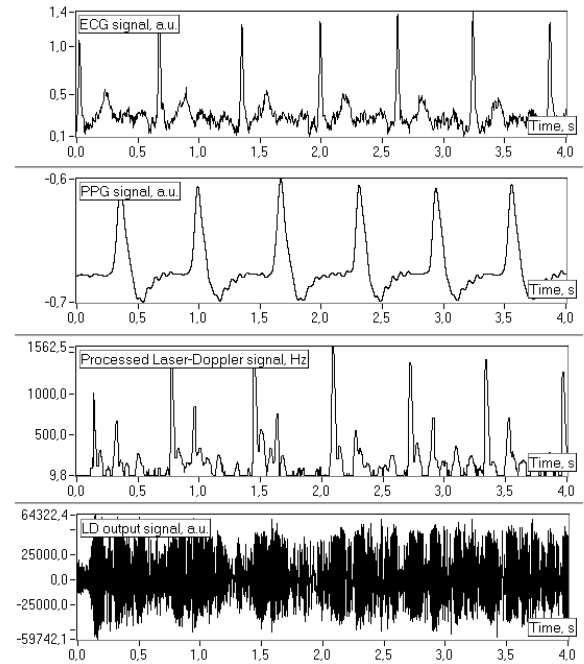 ECG signal, a.u.
1,4
1,0
0,5
0,1
Time, s
0,0 0,5 1,0 1,5 2,0 2,5 3,0 3,5 4,0
PPG signal, a.u.
-0,6
-0,7
Time, s
0,0 0,5 1,0 1,5 2,0 2,5 3,0 3,5 4,0
Processed Laser-Doppler signal, Hz
1562,5
1000,0
500,0
9,8
Time, s
0,0 0,5 1,0 1,5 2,0 2,5 3,0 3,5 4,0
LD output signal, a.u.
64322,4
25000,0
0,0
-25000,0
-59742,1
Time, s
0,0 0,5 1,0 1,5 2,0 2,5 3,0 3,5 4,0